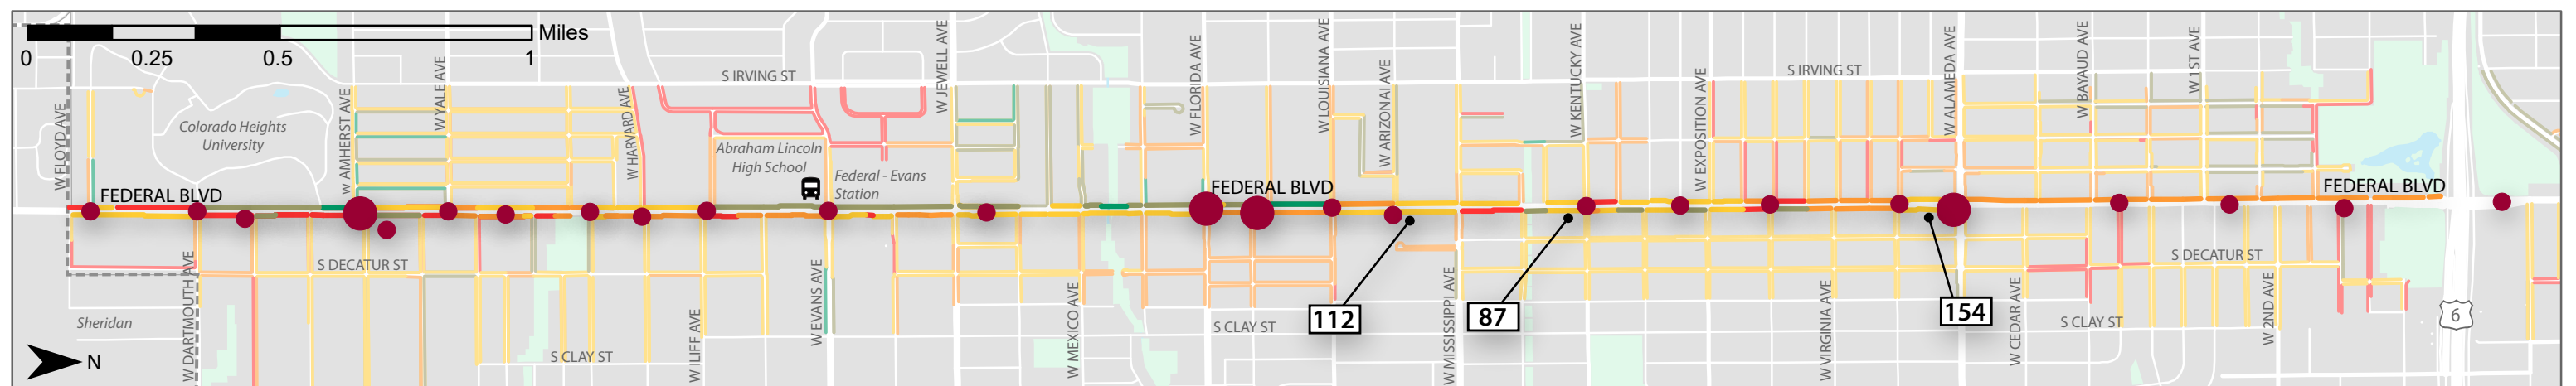 Miles
0
0.25
0.5
1
W FLOYD AVE
Colorado Heights
University
W AMHERST AVE
W YALE AVE
W HARVARD AVE
S IRVING ST
Abraham Lincoln
High School
Federal - Evans
Station
W JEWELL AVE
W FLORIDA AVE
W LOUISIANA AVE
W ARIZONAI AVE
W KENTUCKY AVE
W EXPOSITION AVE
S IRVING ST
W ALAMEDA AVE
W BAYAUD AVE
W 1ST AVE
FEDERAL BLVD
FEDERAL BLVD
FEDERAL BLVD
S DECATUR ST
S DECATUR ST
W DARTMOUTH AVE
Sheridan
N
S CLAY ST
W ILIFF AVE
W EVANS AVE
W MEXICO AVE
S CLAY ST
112
W MISSISSIPPI AVE
87
W VIRGINIA AVE
154
W CEDAR AVE
S CLAY ST
W 2ND AVE
6